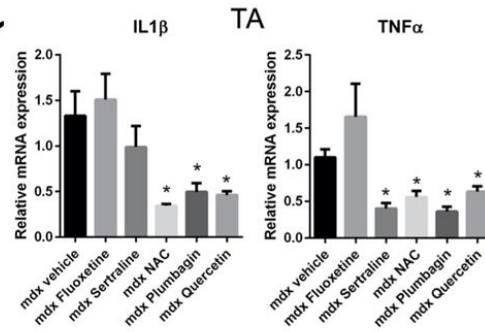 TA
IL1β
Relative mRNA expression
2.0
1.5
1.0
0.5
0.0
*
*
*
mdx vehicle
mdx Fluoxetine
mdx Sertraline
mdx NAC
mdx Plumbagin
mdx Quercetin
TNFα
Relative mRNA expression
2.5
2.0
1.5
1.0
0.5
0.0
*
*
*
*
mdx vehicle
mdx Fluoxetine
mdx Sertraline
mdx NAC
mdx Plumbagin
mdx Quercetin